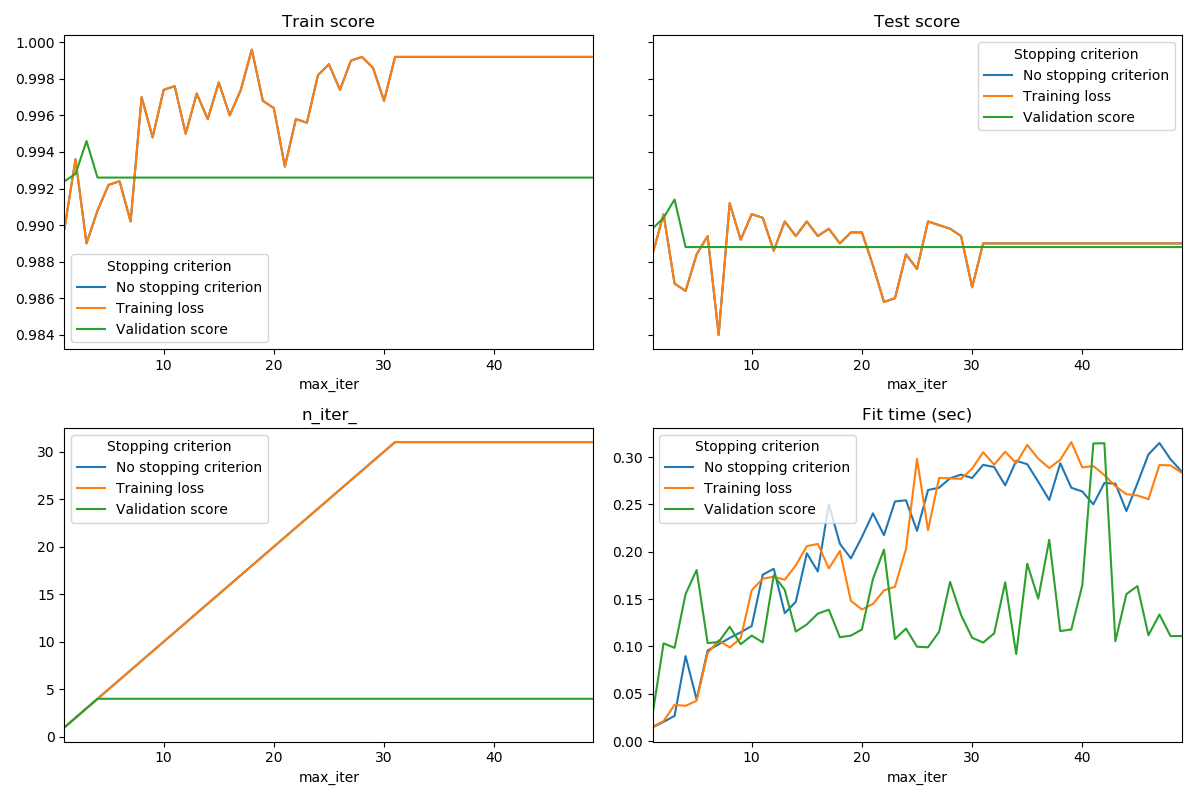 Train score
1.000
0.998
0.996
0.994
0.992
0.990
0.988
0.986
0.984
Stopping criterion
No stopping criterion
Training loss
Validation score
10
20
30
40
max_iter
Test score
Stopping criterion
No stopping criterion
Training loss
Validation score
10
20
30
40
max_iter
n_iter_
30
25
20
15
10
5
0
Stopping criterion
No stopping criterion
Training loss
Validation score
10
20
30
40
max_iter
Fit time (sec)
0.30
0.25
0.20
0.15
0.10
0.05
0.00
Stopping criterion
No stopping criterion
Training loss
Validation score
10
20
30
40
max_iter